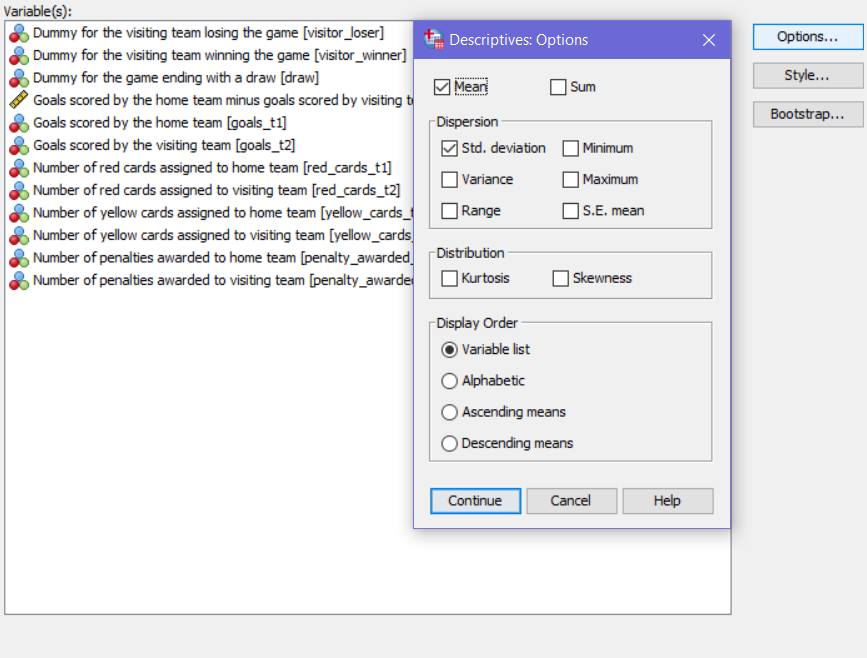 Variable(s):
Dummy for the visiting team losing the game [visitor_loser]
Dummy for the visiting team winning the game [visitor_winner]
Dummy for the game ending with a draw [draw]
Goals scored by the home team minus goals scored by visiting t
Goals scored by the home team [goals_t1]
Goals scored by the visiting team [goals_t2]
Number of red cards assigned to home team [red_cards_t1]
Number of red cards assigned to visiting team [red_cards_t2]
Number of yellow cards assigned to home team [yellow_cards_t
Number of yellow cards assigned to visiting team [yellow_cards_
Number of penalties awarded to home team [penalty_awarded_
Number of penalties awarded to visiting team [penalty_awarded
Descriptives: Options
Mean Sum
Dispersion
Std. deviation Minimum
Variance Maximum
Range S.E. mean
Distribution
Kurtosis Skewness
Display Order
Variable list
Alphabetic
Ascending means
Descending means
Continue Cancel Help
Options...
Style...
Bootstrap...